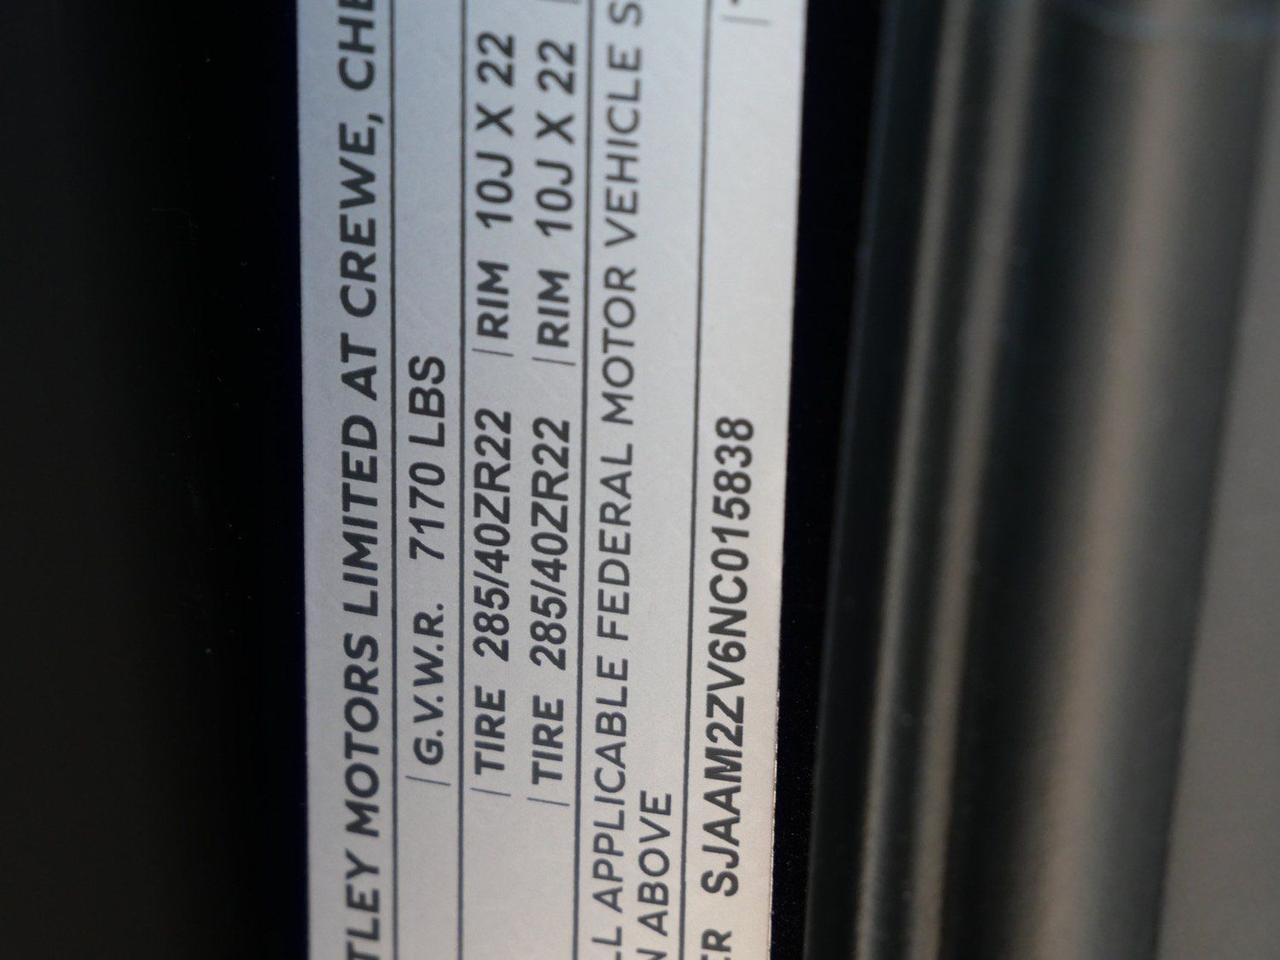 TLEY MOTORS LIMITED AT CREWE, CHE
G.V.W.R. 7170 LBS
TIRE 285/40ZR22 RIM 10J X 22
TIRE 285/40ZR22 RIM 10J X 22
L APPLICABLE FEDERAL MOTOR VEHICLE S
N ABOVE
ER SJAAM2ZV6NC015838